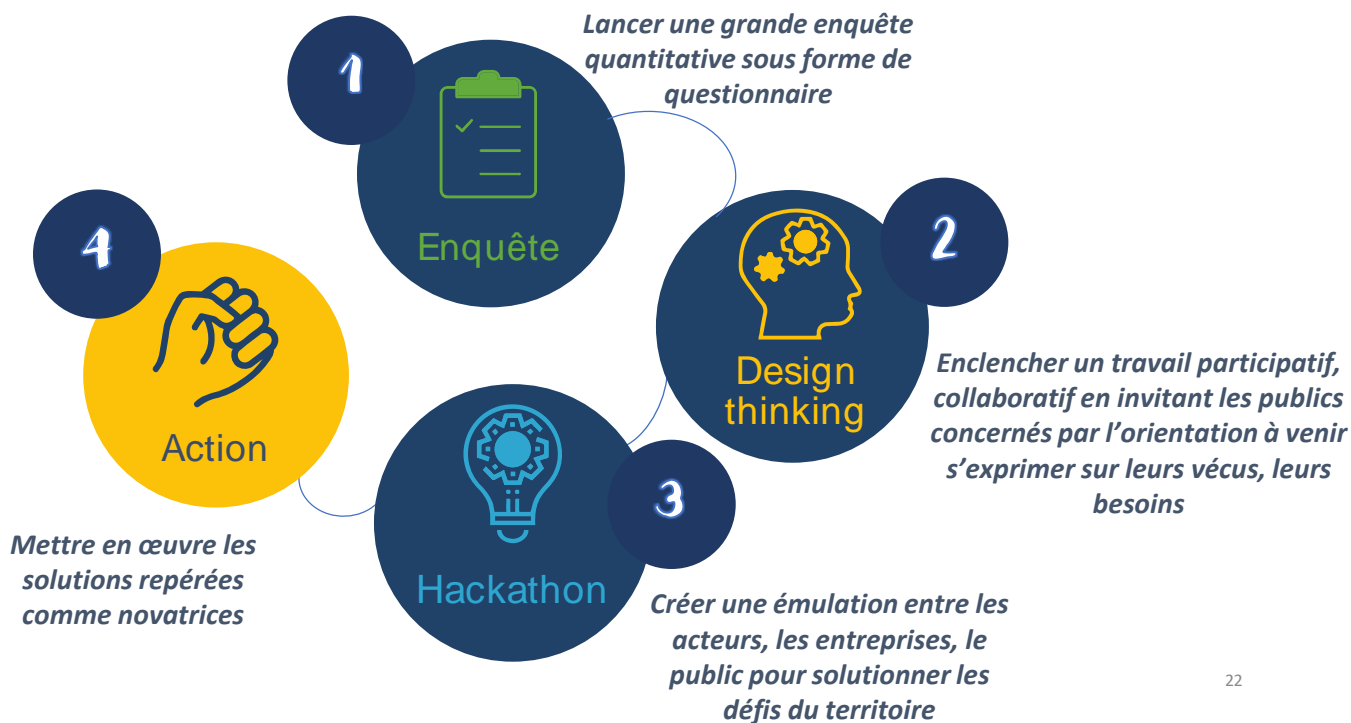 1
Enquête
Lancer une grande enquête
quantitative sous forme de
questionnaire
2
Design
thinking
Enclencher un travail participatif,
collaboratif en invitant les publics
concernés par l’orientation à venir
s’exprimer sur leurs vécus, leurs
besoins
3
Hackathon
Créer une émulation entre les
acteurs, les entreprises, le
public pour solutionner les
défis du territoire
4
Action
Mettre en œuvre les
solutions repérées
comme novatrices
22